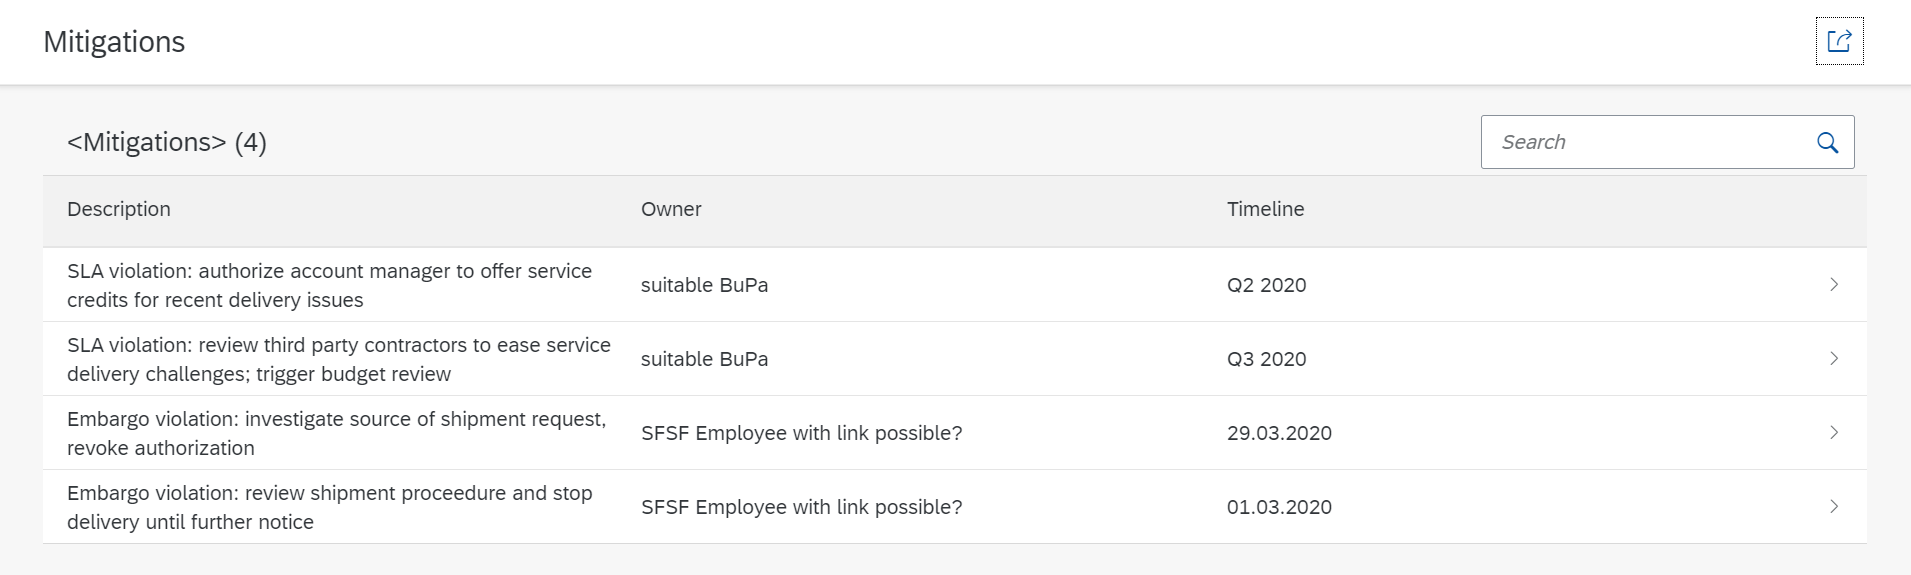 Mitigations
<Mitigations> (4)
Search
Description Owner Timeline
SLA violation: authorize account manager to offer service
credits for recent delivery issues
suitable BuPa
Q2 2020
SLA violation: review third party contractors to ease service
delivery challenges; trigger budget review
suitable BuPa
Q3 2020
Embargo violation: investigate source of shipment request,
revoke authorization
SFSF Employee with link possible?
29.03.2020
Embargo violation: review shipment proceedure and stop
delivery until further notice
SFSF Employee with link possible?
01.03.2020